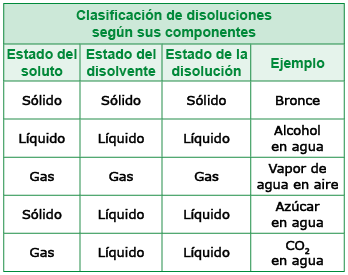 Clasificación de disoluciones
según sus componentes
Estado del soluto	Estado del disolvente	Estado de la disolución	Ejemplo
Sólido	Sólido	Sólido	Bronce
Líquido	Líquido	Líquido	Alcohol en agua
Gas	Gas	Gas	Vapor de agua en aire
Sólido	Líquido	Líquido	Azúcar en agua
Gas	Líquido	Líquido	CO₂ en agua